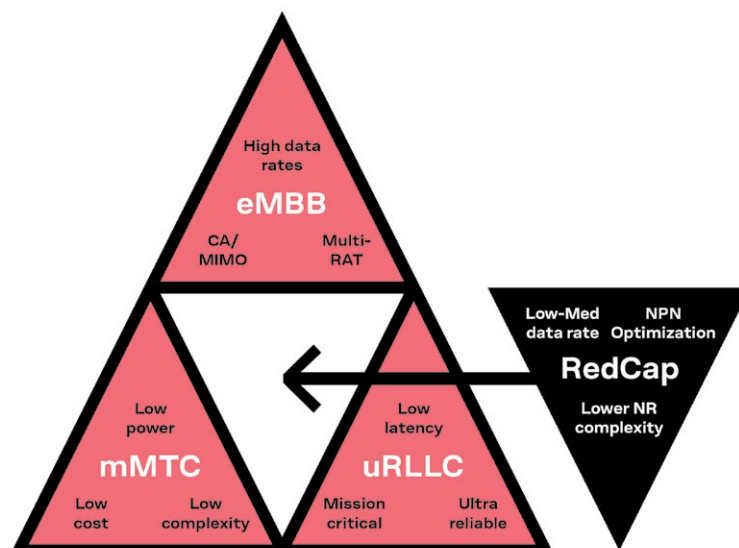 High data
rates
eMBB
CA/
MIMO
Multi-
RAT
Low-Med
data rate
NPN
Optimization
RedCap
Lower NR
complexity
Low
power
mMTC
Low
cost
Low
complexity
Low
latency
uRLLC
Mission
critical
Ultra
reliable